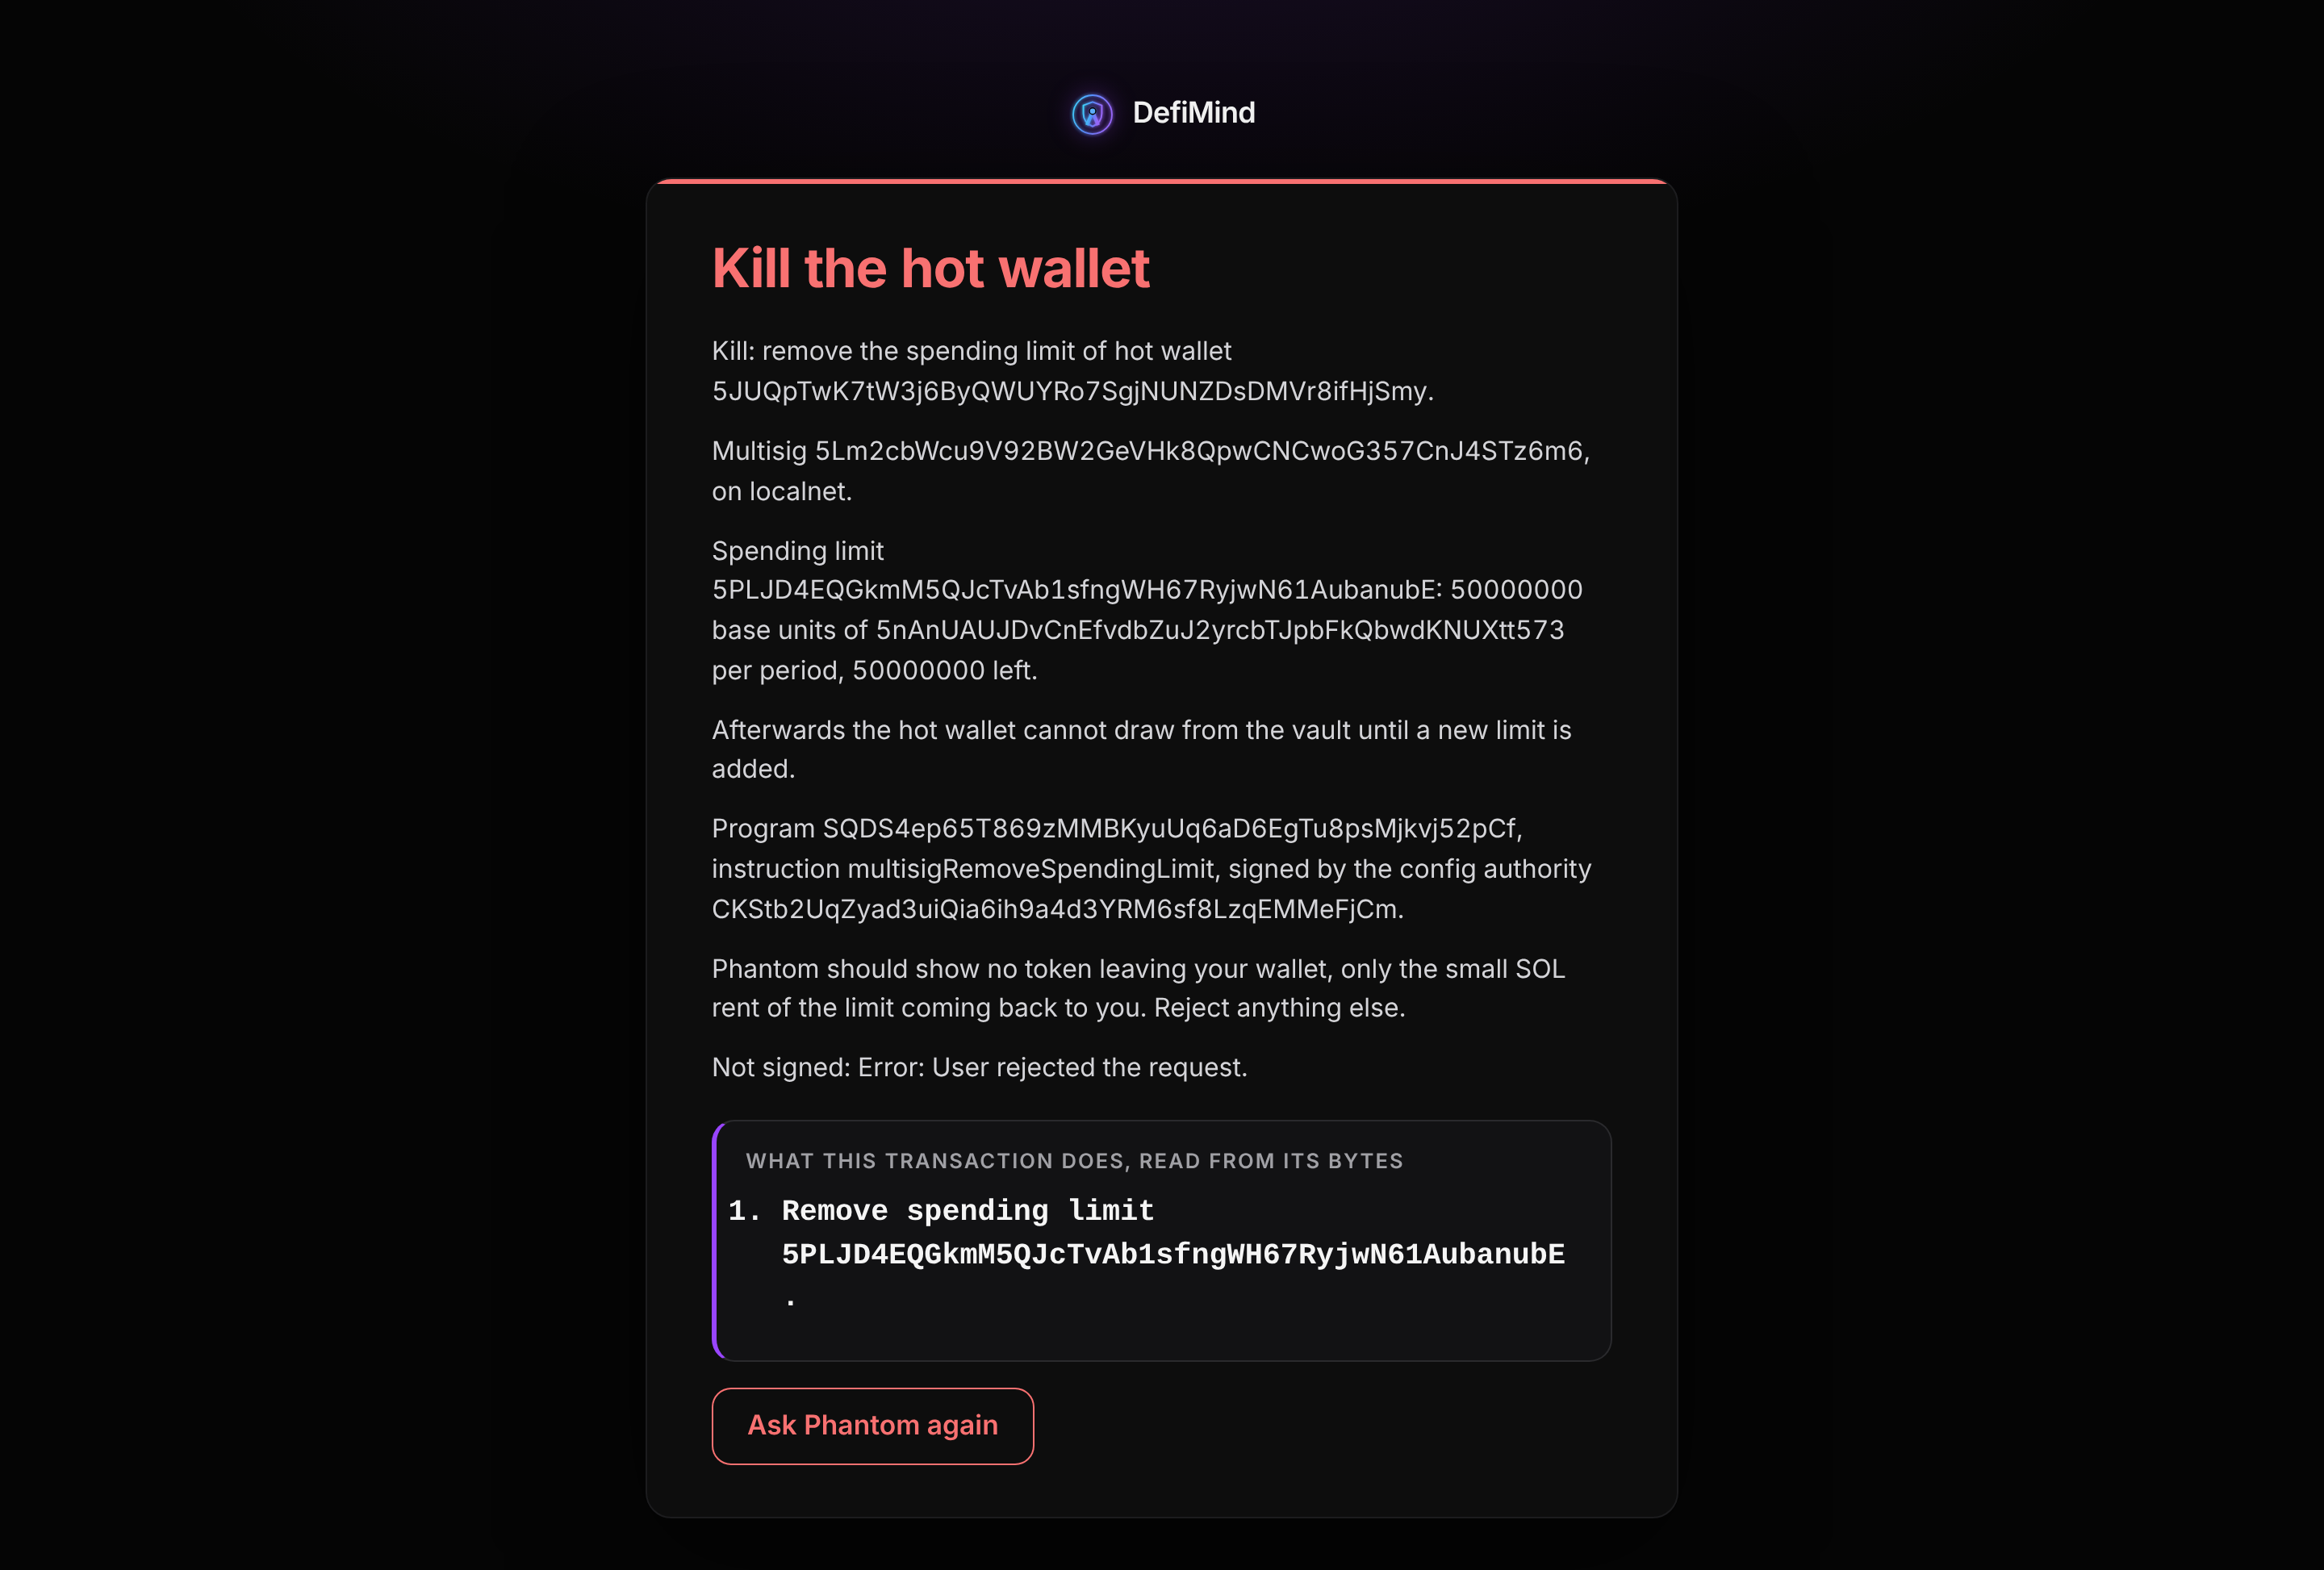 DefiMind
Kill the hot wallet
Kill: remove the spending limit of hot wallet
5JUQpTwK7tW3j6ByQWUYRo7SgjNUNZDsDMVr8ifHjSmy.
Multisig 5Lm2cbWcu9V92BW2GeVHk8QpwCNCwoG357CnJ4STz6m6,
on localnet.
Spending limit
5PLJD4EQGkmM5QJcTvAb1sfngWH67RyjwN61AubanubE: 50000000
base units of 5nAnUAUJDvCnEfvdbZuJ2yrcbTJpbFkQbwdKNUXtt573
per period, 50000000 left.
Afterwards the hot wallet cannot draw from the vault until a new limit is
added.
Program SQDS4ep65T869zMMBKyuUq6aD6EgTu8psMjkvj52pCf,
instruction multisigRemoveSpendingLimit, signed by the config authority
CKStb2UqZyad3uiQia6ih9a4d3YRM6sf8LzqEMMeFjCm.
Phantom should show no token leaving your wallet, only the small SOL
rent of the limit coming back to you. Reject anything else.
Not signed: Error: User rejected the request.
WHAT THIS TRANSACTION DOES, READ FROM ITS BYTES
1. Remove spending limit
5PLJD4EQGkmM5QJcTvAb1sfngWH67RyjwN61AubanubE
.
Ask Phantom again